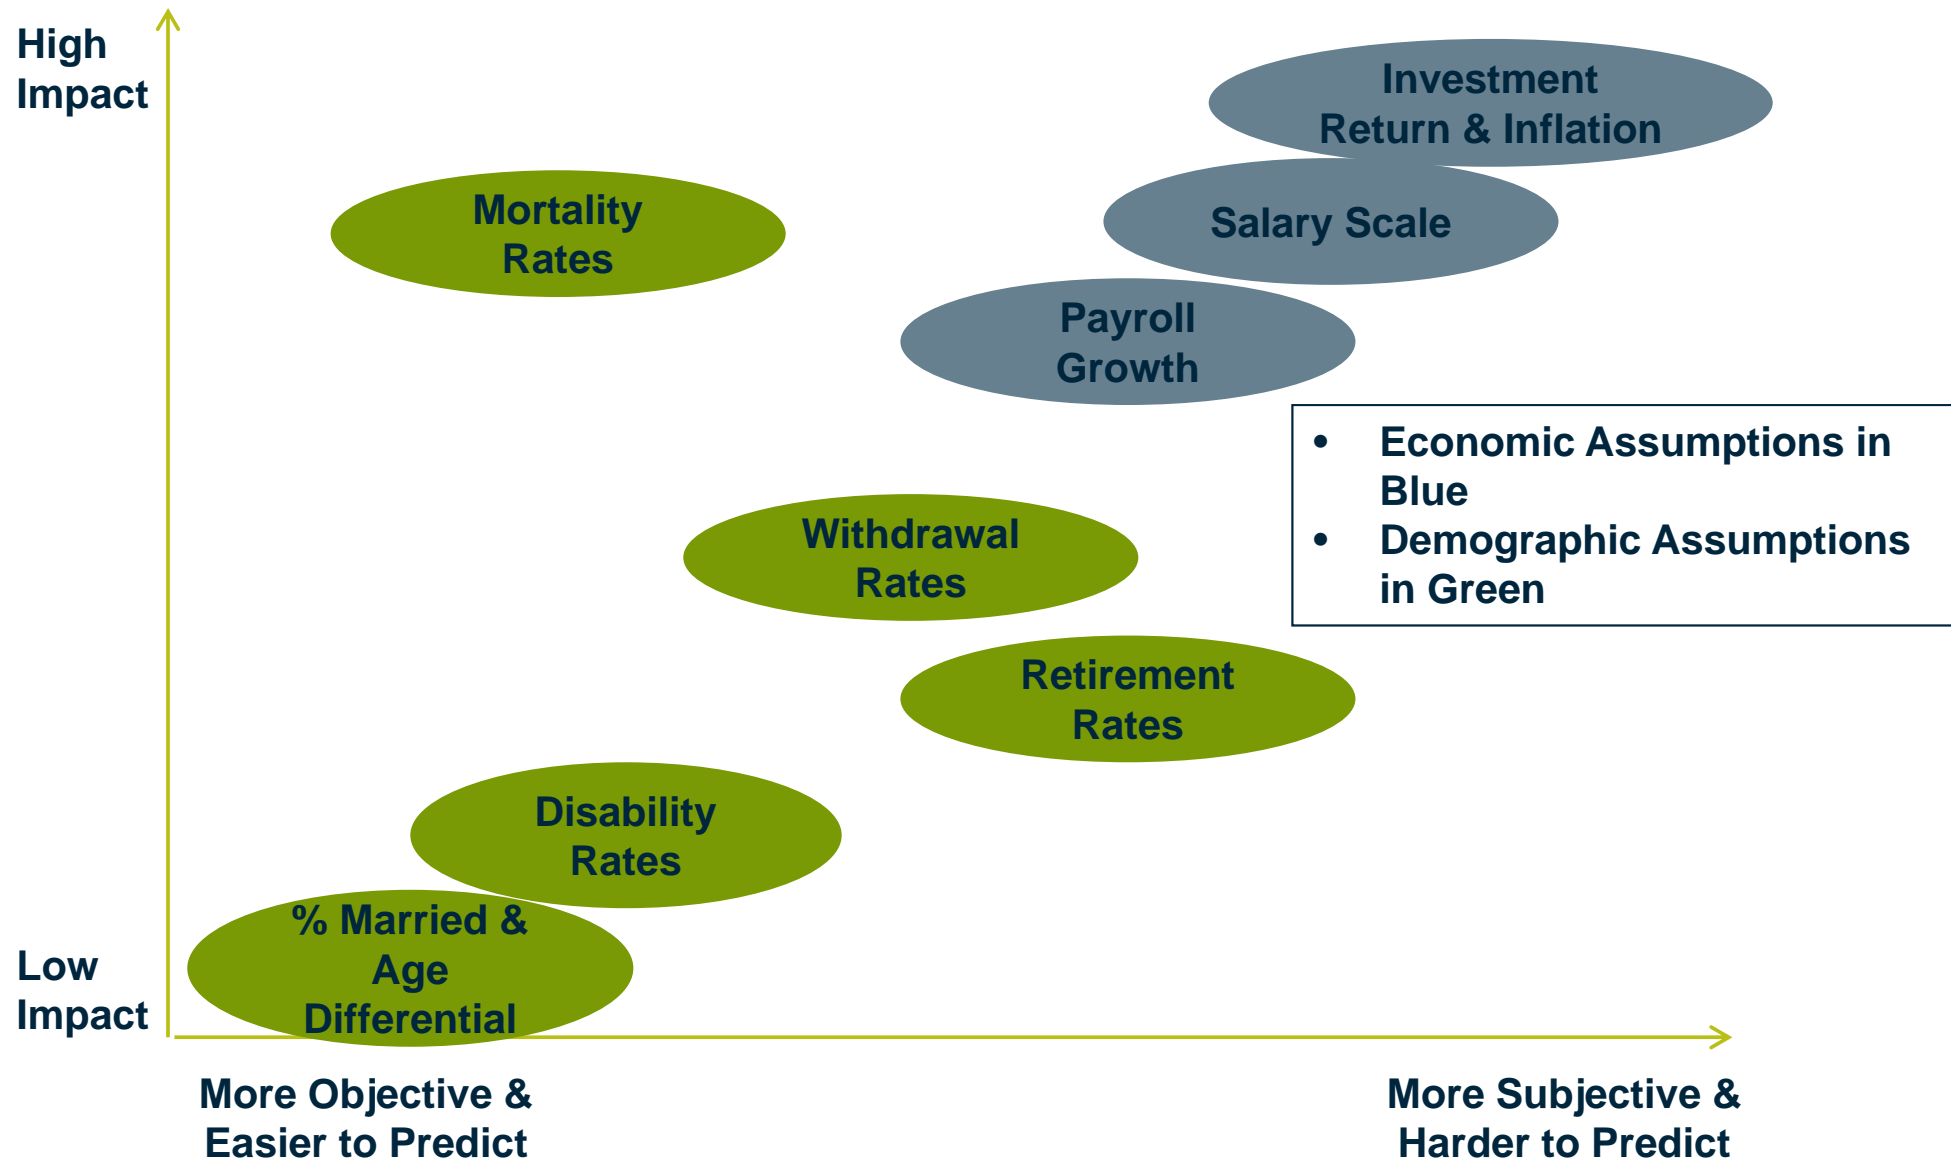 High
Impact
Investment
Return & Inflation
Mortality
Rates
Salary Scale
Payroll
Growth
• Economic Assumptions in
Blue
• Demographic Assumptions
in Green
Withdrawal
Rates
Retirement
Rates
Disability
Rates
% Married &
Age
Differential
Low
Impact
More Objective &
Easier to Predict
More Subjective &
Harder to Predict